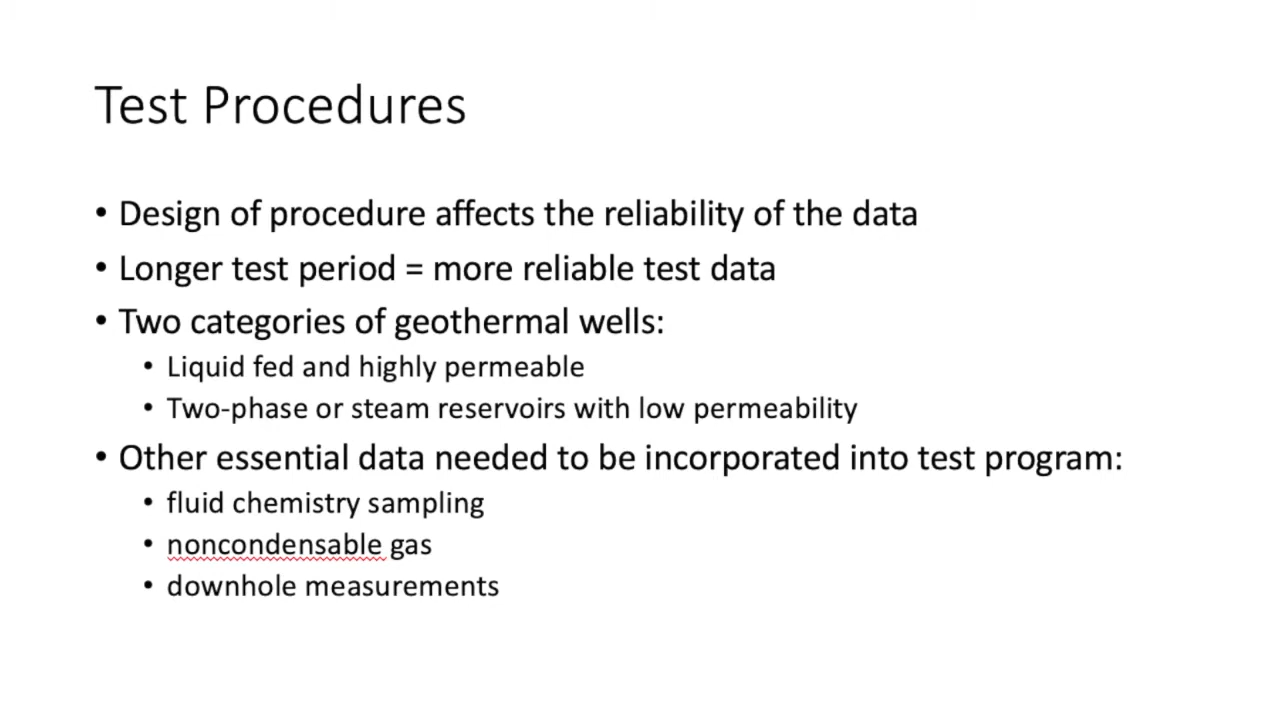 Test Procedures
• Design of procedure affects the reliability of the data
• Longer test period = more reliable test data
• Two categories of geothermal wells:
• Liquid fed and highly permeable
• Two-phase or steam reservoirs with low permeability
• Other essential data needed to be incorporated into test program:
• fluid chemistry sampling
• noncondensable gas
• downhole measurements